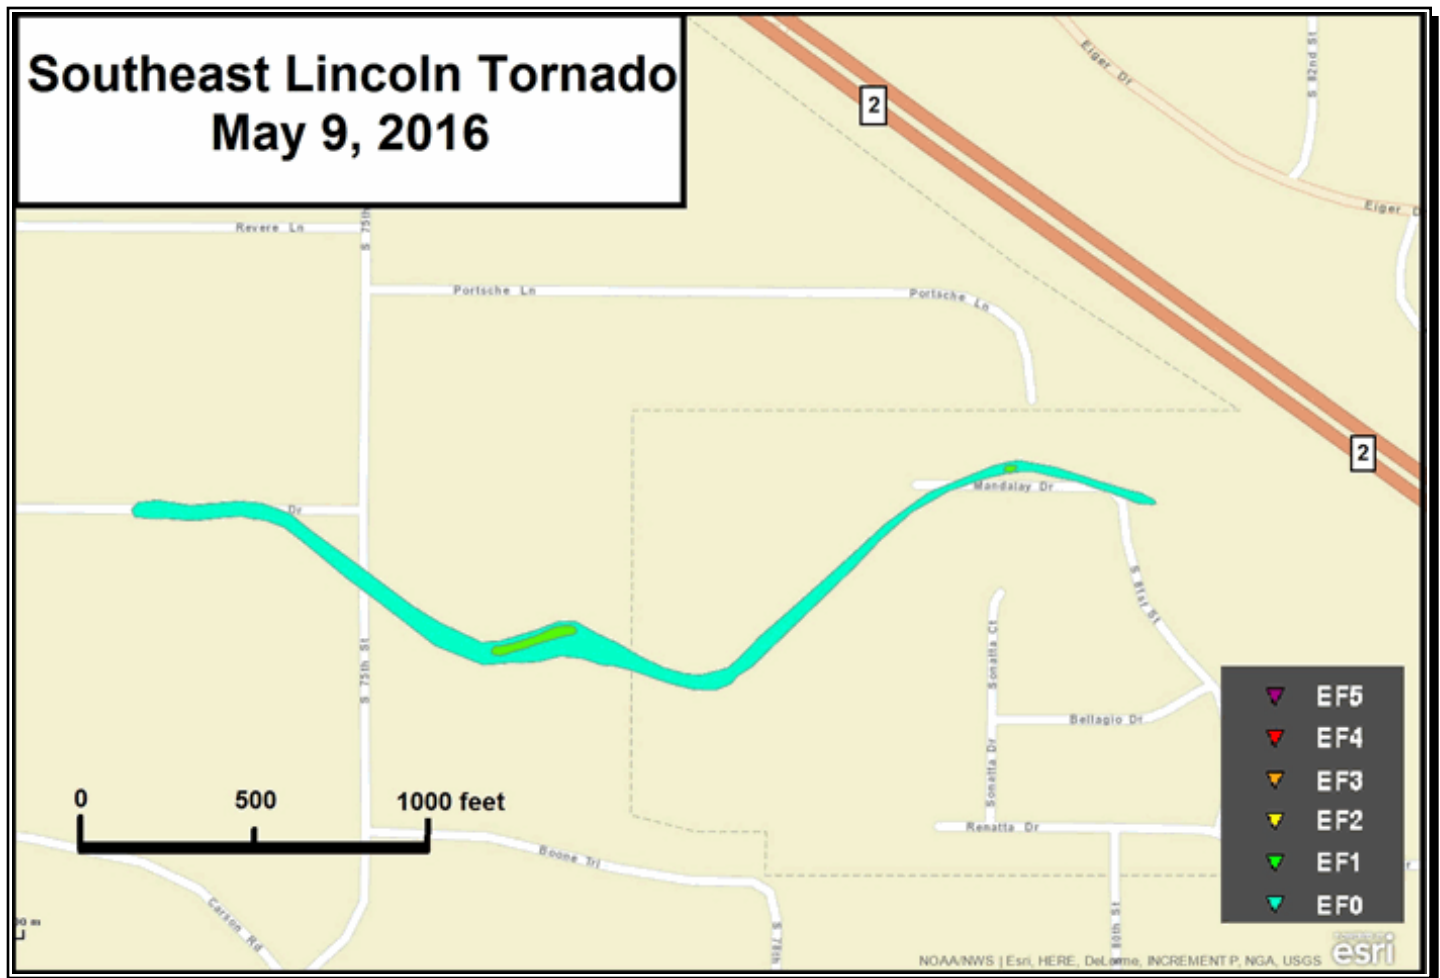 Southeast Lincoln Tornado
May 9, 2016
2
Eiger Dr
S 82nd St
Eiger D
Revere Ln
S 75th
Portsche Ln
Portsche Ln
2
Dr
Mandalay Dr
S 81st St
S 75th St
Sonatta Ct
Bellagio Dr
Sonatta Dr
Renatta Dr
0 500 1000 feet
Boone Trl
Carson Rd
S 78th
S 80th St
EF5
EF4
EF3
EF2
EF1
EF0
esri
NOAA/NWS | Esri, HERE, DeLorme, INCREMENT P, NGA, USGS